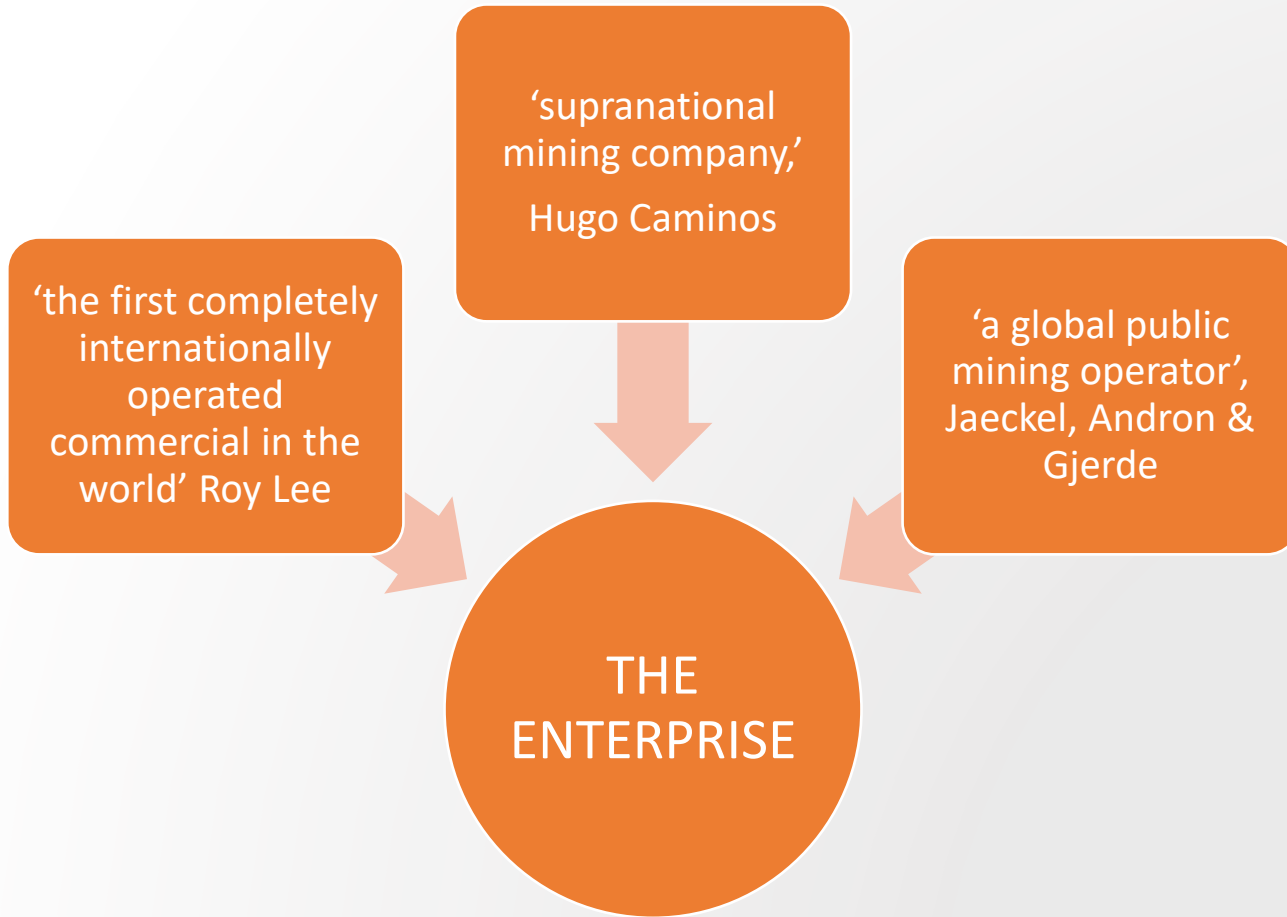 ‘supranational
mining company,’
Hugo Caminos
‘the first completely
internationally
operated
commercial in the
world’ Roy Lee
‘a global public
mining operator’,
Jaeckel, Andron &
Gjerde
THE
ENTERPRISE